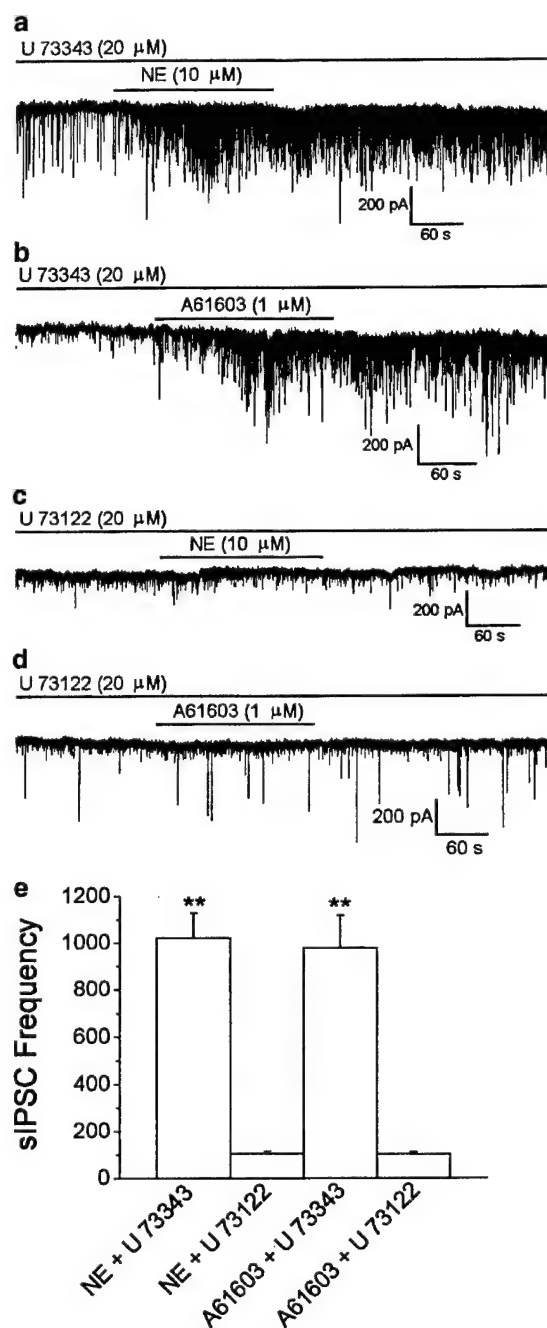 a
U 73343 (20 µM)
NE (10 µM)
200 pA
60 s
b
U 73343 (20 µM)
A61603 (1 µM)
200 pA
60 s
c
U 73122 (20 µM)
NE (10 µM)
200 pA
60 s
d
U 73122 (20 µM)
A61603 (1 µM)
200 pA
60 s
e
sIPSC Frequency
1200
1000
800
600
400
200
0
**
**
NE + U 73343
NE + U 73122
A61603 + U 73343
A61603 + U 73122